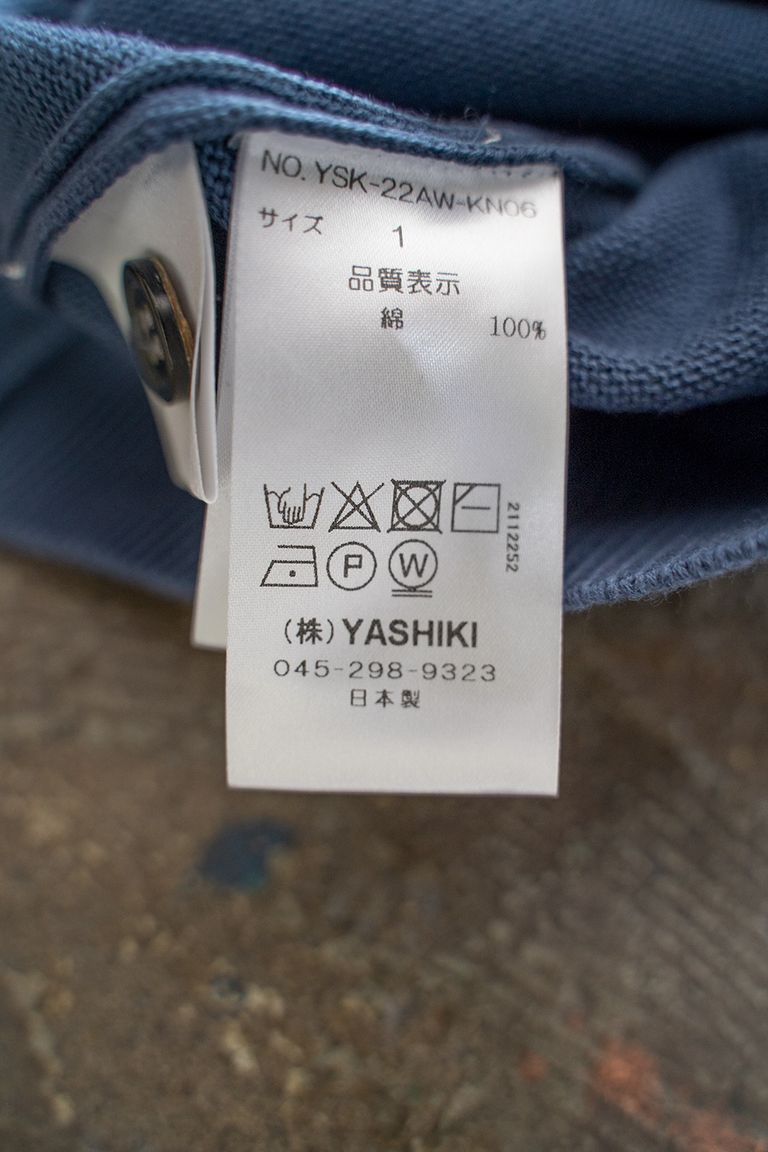 NO. YSK-22AW-KN06
サイズ 1
品質表示
綿 100%
2112252
P W
(株)YASHIKI
045-298-9323
日本製